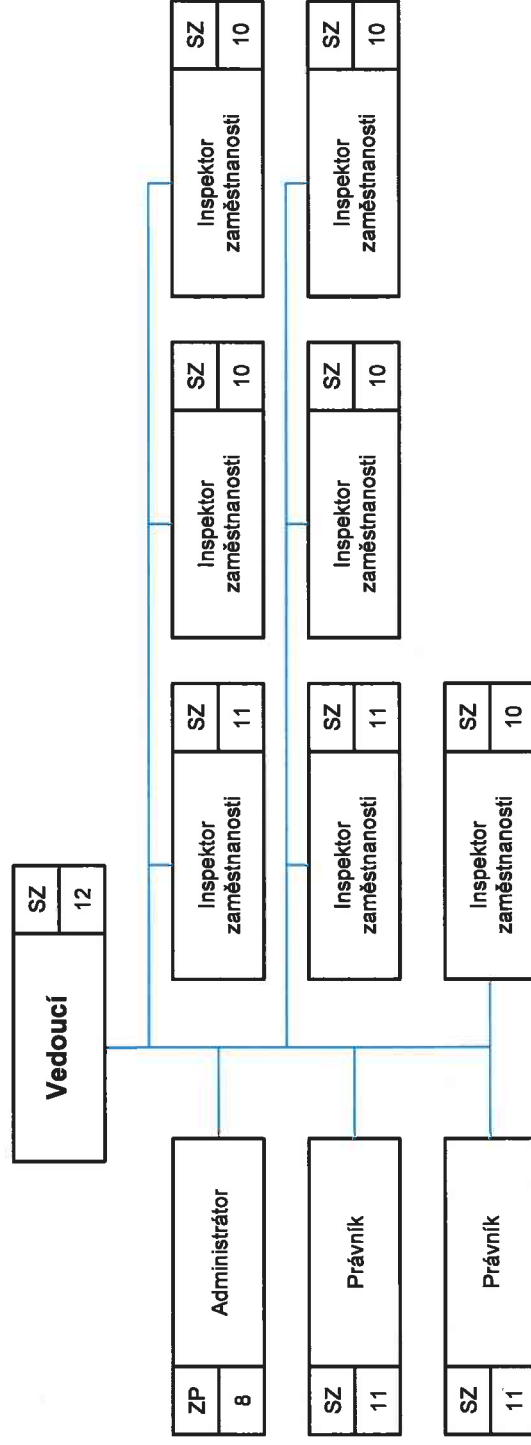 Vedoucí
SZ
12
ZP
8
Administrátor
Inspektor
zaměstnanosti
SZ
11
Inspektor
zaměstnanosti
SZ
10
Inspektor
zaměstnanosti
SZ
10
SZ
11
Právník
Inspektor
zaměstnanosti
SZ
11
Inspektor
zaměstnanosti
SZ
10
Inspektor
zaměstnanosti
SZ
10
SZ
11
Právník
Inspektor
zaměstnanosti
SZ
10